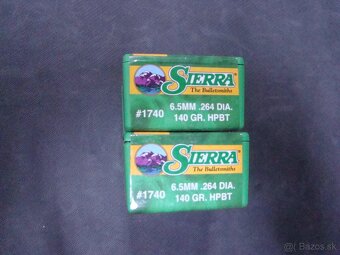 SIERRA®
The Bulletsmiths
#1740
6.5MM .264 DIA.
140 GR. HPBT
SIERRA®
The Bulletsmiths
#1740
6.5MM .264 DIA.
140 GR. HPBT
Bazos.sk